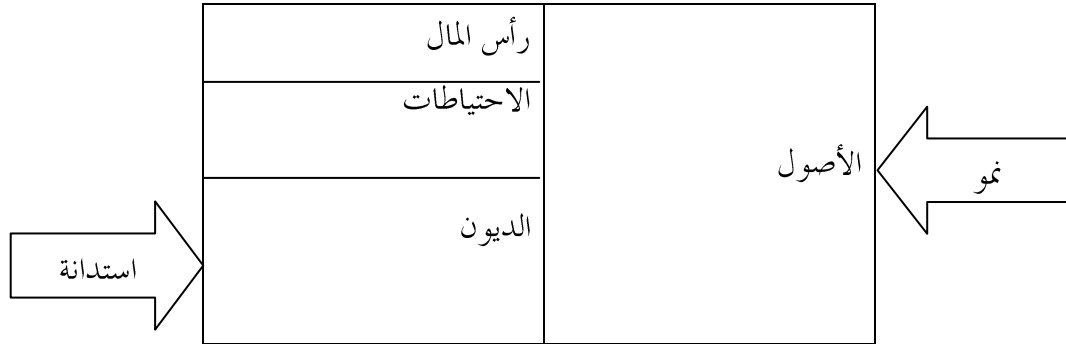 رأس المال
الاحتياطات
الأصول
نمو
الديون
استدانة